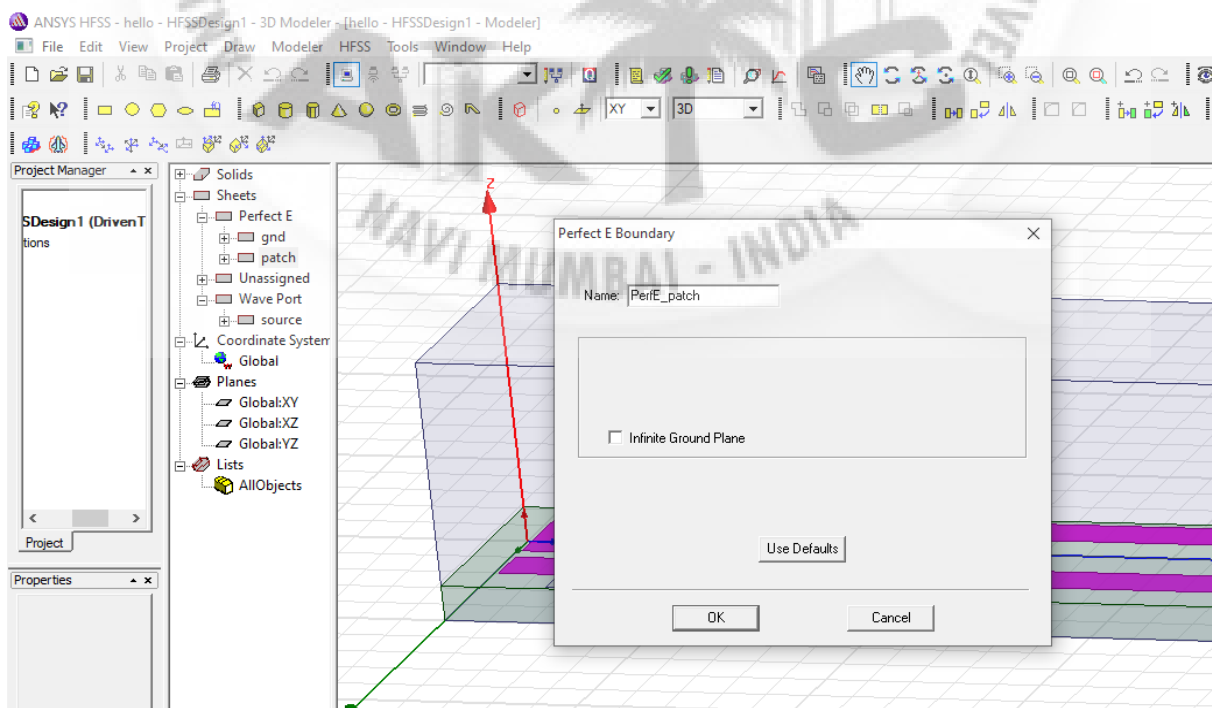 ANSYS HFSS - hello - HFSSDesign1 - 3D Modeler - [hello - HFSSDesign1 - Modeler]
File Edit View Project Draw Modeler HFSS Tools Window Help
XY 3D
Project Manager
SDesign1 (DrivenT
tions
Project
Properties
Solids
Sheets
Perfect E
gnd
patch
Unassigned
Wave Port
source
Coordinate System
Global
Planes
Global:XY
Global:XZ
Global:YZ
Lists
AllObjects
Z
Perfect E Boundary
Name: PerfE_patch
Infinite Ground Plane
Use Defaults
OK Cancel
NAVI MUMBAI - INDIA